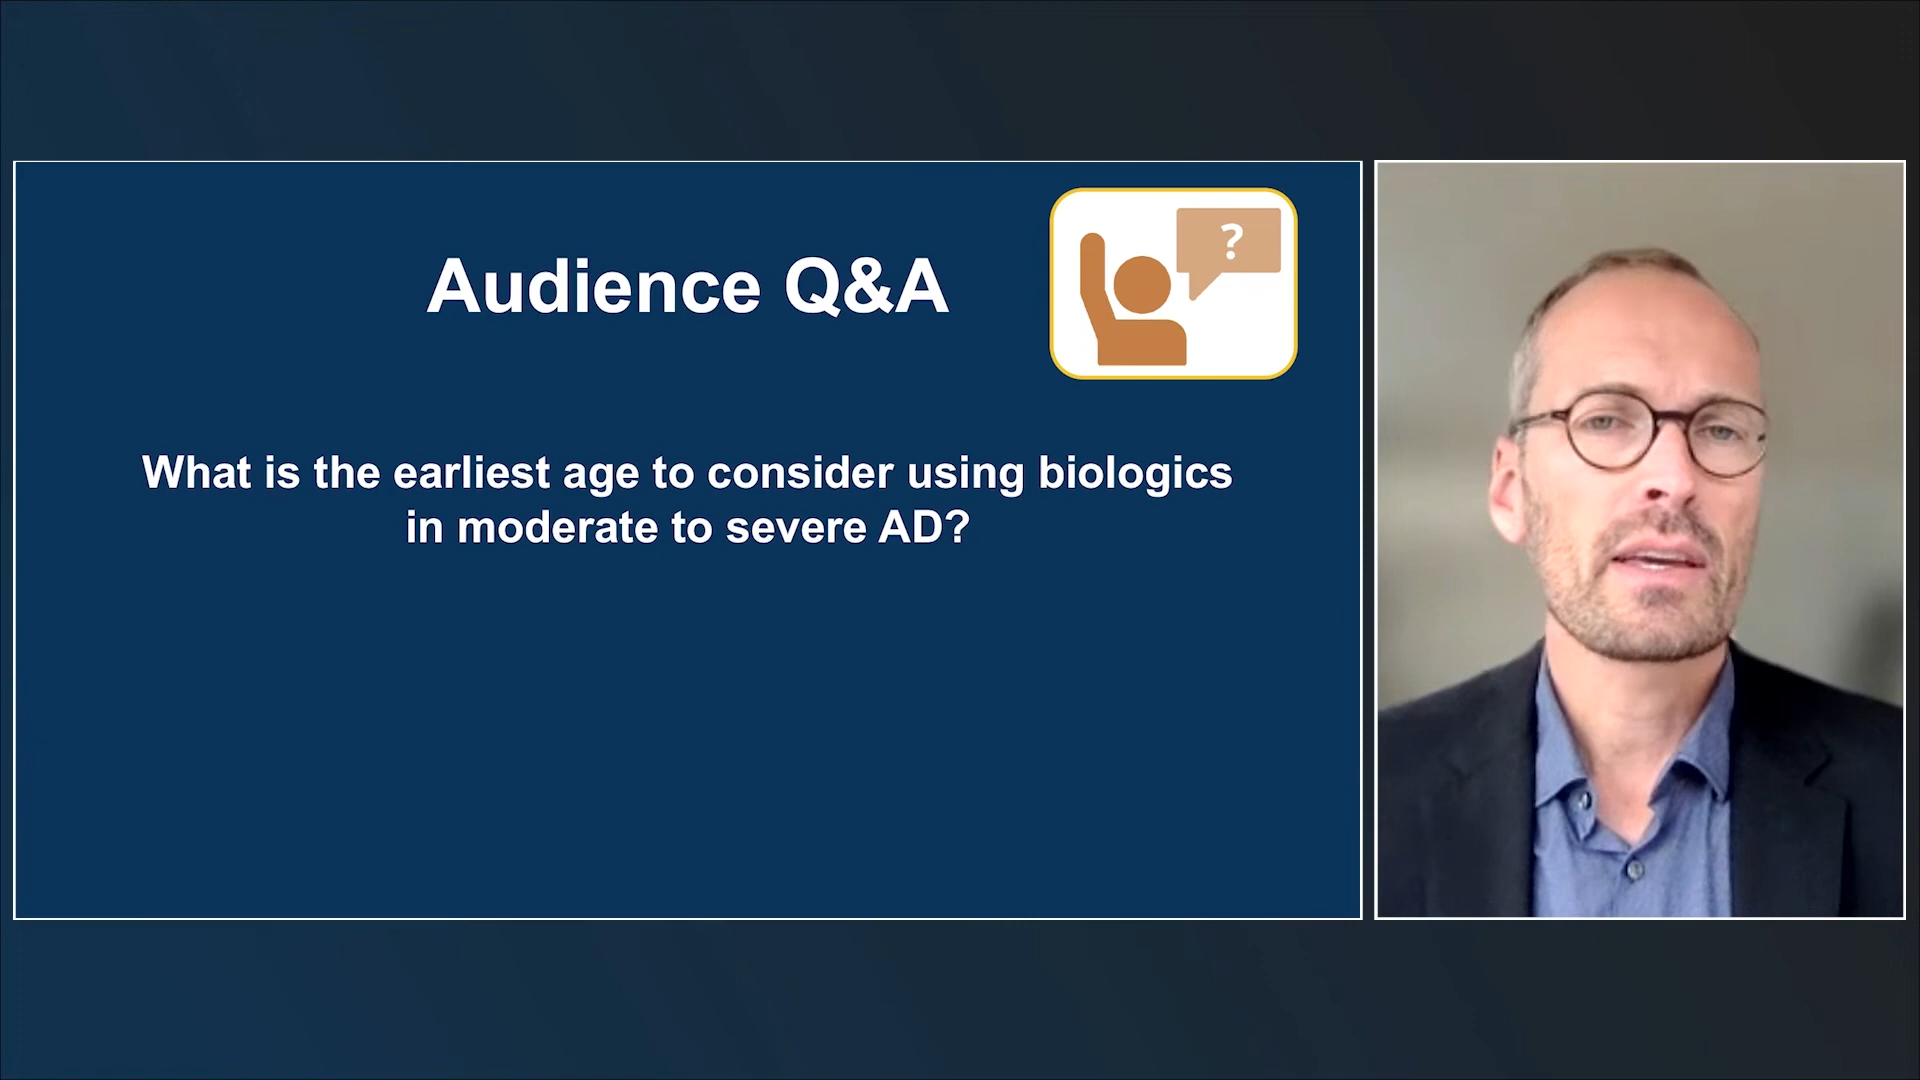 Audience Q&A
?
What is the earliest age to consider using biologics
in moderate to severe AD?